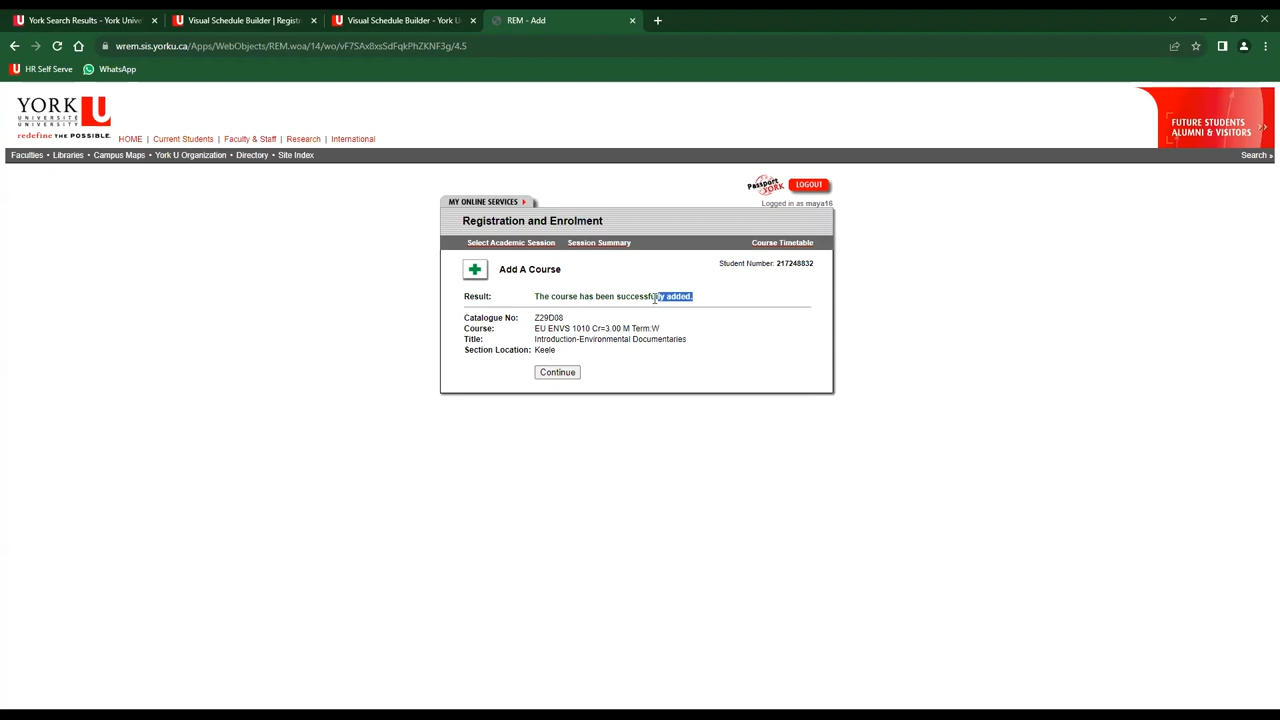 York Search Results - York Unive
Visual Schedule Builder | Registr
Visual Schedule Builder - York U
REM - Add
wrem.sis.yorku.ca/Apps/WebObjects/REM.woa/14/wo/vF7SAx8xsSdFqkPhZKNF3g/4.5
HR Self Serve
WhatsApp
YORK U
UNIVERSITÉ
UNIVERSITY
redefine THE POSSIBLE.
HOME | Current Students | Faculty & Staff | Research | International
FUTURE STUDENTS
ALUMNI & VISITORS
Faculties • Libraries • Campus Maps • York U Organization • Directory • Site Index
Search »
Passport YORK
LOGOUT
Logged in as maya16
MY ONLINE SERVICES
Registration and Enrolment
Select Academic Session
Session Summary
Course Timetable
Student Number: 217248832
Add A Course
Result: The course has been successfully added.
Catalogue No: Z29D08
Course: EU ENVS 1010 Cr=3.00 M Term:W
Title: Introduction-Environmental Documentaries
Section Location: Keele
Continue